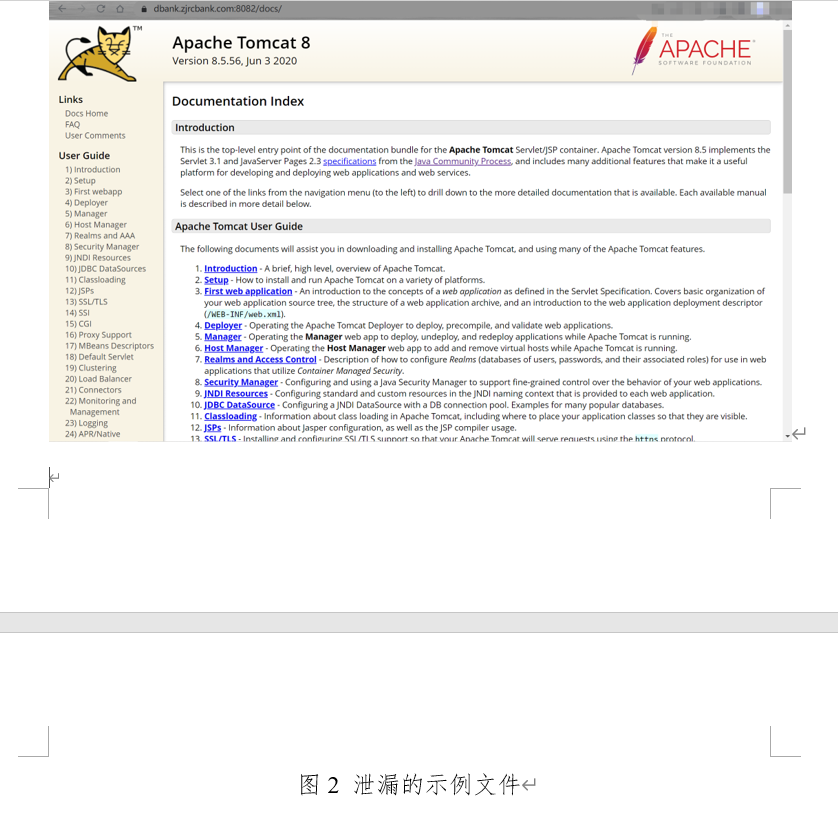 dbank.zjrcbank.com:8082/docs/
TM
Apache Tomcat 8
Version 8.5.56, Jun 3 2020
THE
APACHE
SOFTWARE FOUNDATION
Links
Docs Home
FAQ
User Comments
User Guide
1) Introduction
2) Setup
3) First webapp
4) Deployer
5) Manager
6) Host Manager
7) Realms and AAA
8) Security Manager
9) JNDI Resources
10) JDBC DataSources
11) Classloading
12) JSPs
13) SSL/TLS
14) SSI
15) CGI
16) Proxy Support
17) MBeans Descriptors
18) Default Servlet
19) Clustering
20) Load Balancer
21) Connectors
22) Monitoring and
Management
23) Logging
24) APR/Native
Documentation Index
Introduction
This is the top-level entry point of the documentation bundle for the Apache Tomcat Servlet/JSP container. Apache Tomcat version 8.5 implements the
Servlet 3.1 and JavaServer Pages 2.3 specifications from the Java Community Process, and includes many additional features that make it a useful
platform for developing and deploying web applications and web services.
Select one of the links from the navigation menu (to the left) to drill down to the more detailed documentation that is available. Each available manual
is described in more detail below.
Apache Tomcat User Guide
The following documents will assist you in downloading and installing Apache Tomcat, and using many of the Apache Tomcat features.
1. Introduction - A brief, high level, overview of Apache Tomcat.
2. Setup - How to install and run Apache Tomcat on a variety of platforms.
3. First web application - An introduction to the concepts of a web application as defined in the Servlet Specification. Covers basic organization of
your web application source tree, the structure of a web application archive, and an introduction to the web application deployment descriptor
(/WEB-INF/web.xml).
4. Deployer - Operating the Apache Tomcat Deployer to deploy, precompile, and validate web applications.
5. Manager - Operating the Manager web app to deploy, undeploy, and redeploy applications while Apache Tomcat is running.
6. Host Manager - Operating the Host Manager web app to add and remove virtual hosts while Apache Tomcat is running.
7. Realms and Access Control - Description of how to configure Realms (databases of users, passwords, and their associated roles) for use in web
applications that utilize Container Managed Security.
8. Security Manager - Configuring and using a Java Security Manager to support fine-grained control over the behavior of your web applications.
9. JNDI Resources - Configuring standard and custom resources in the JNDI naming context that is provided to each web application.
10. JDBC DataSource - Configuring a JNDI DataSource with a DB connection pool. Examples for many popular databases.
11. Classloading - Information about class loading in Apache Tomcat, including where to place your application classes so that they are visible.
12. JSPs - Information about Jasper configuration, as well as the JSP compiler usage.
13. SSL/TLS - Installing and configuring SSL/TLS support so that your Apache Tomcat will serve requests using the https protocol.
图 2 泄漏的示例文件